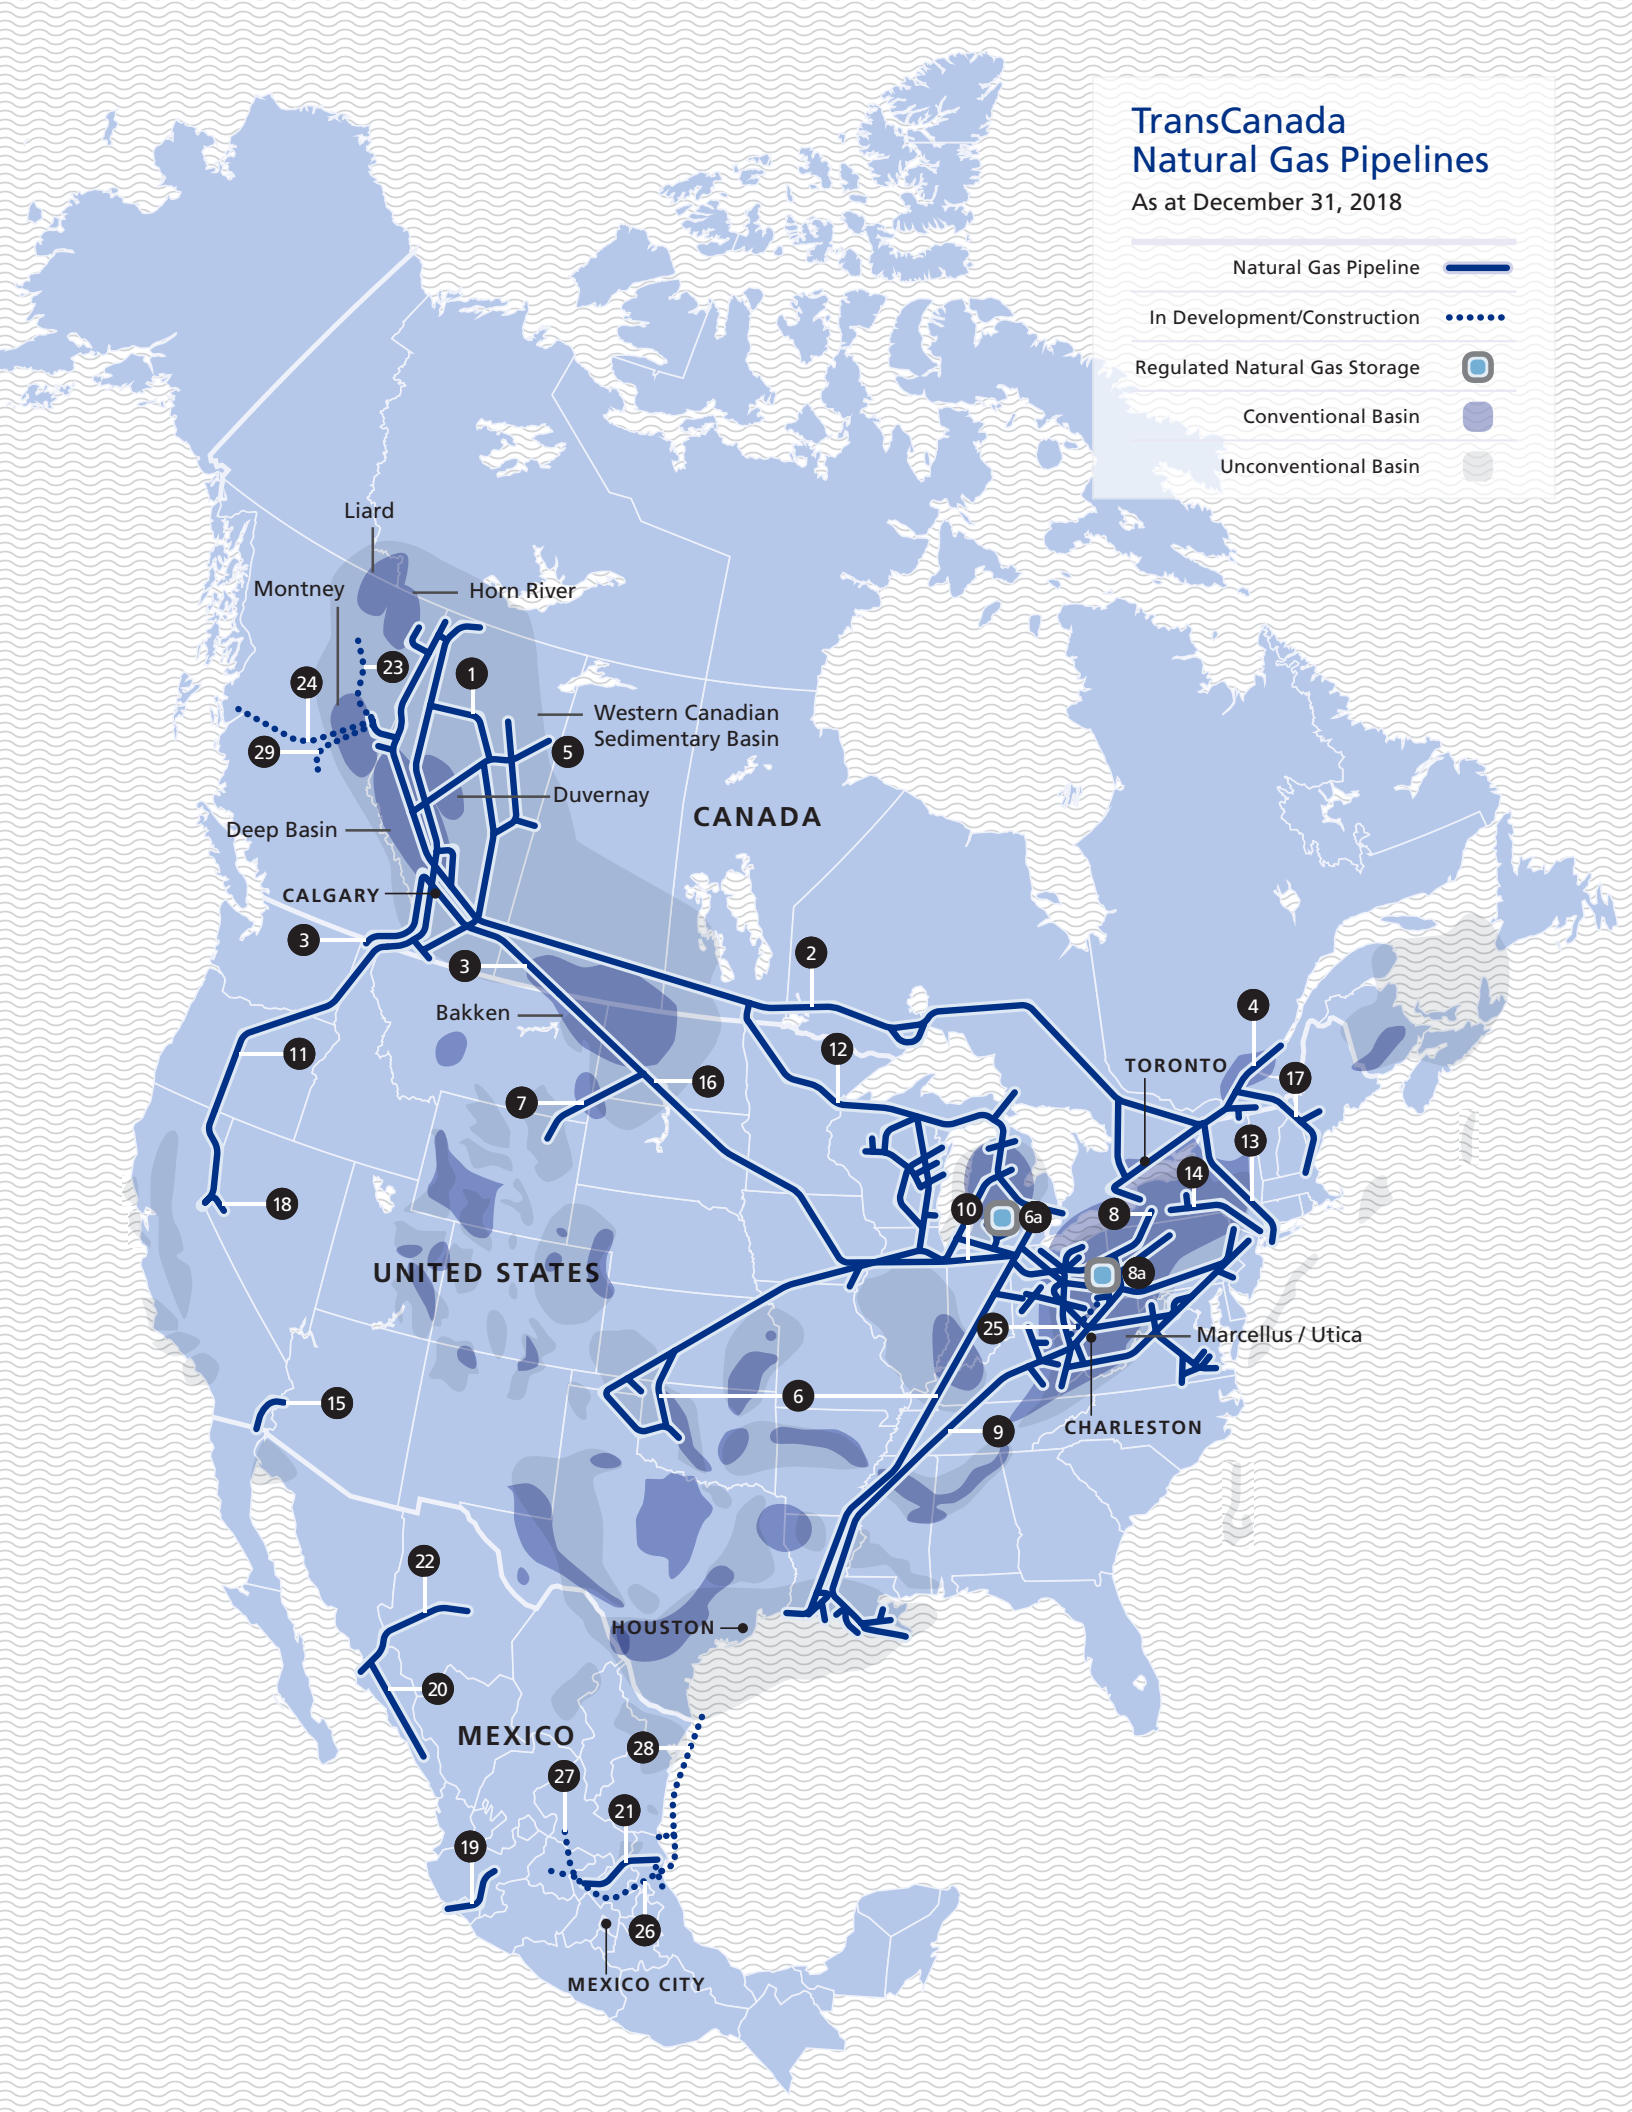 TransCanada
Natural Gas Pipelines
As at December 31, 2018
Natural Gas Pipeline
In Development/Construction
Regulated Natural Gas Storage
Conventional Basin
Unconventional Basin
Liard
Montney
Horn River
23
1
24
Western Canadian
Sedimentary Basin
29
5
Duvernay
CANADA
Deep Basin
CALGARY
3
3
2
Bakken
4
11
12
TORONTO
16
17
7
13
14
18
10
6a
8
UNITED STATES
8a
25
Marcellus / Utica
15
6
9
CHARLESTON
22
HOUSTON
20
MEXICO
28
27
21
19
26
MEXICO CITY